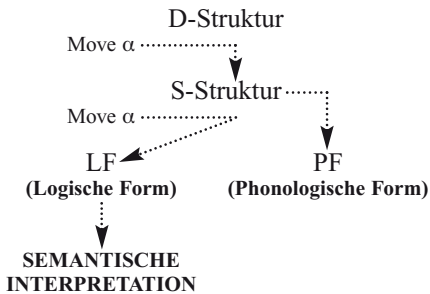 D-Struktur
Move α
S-Struktur
Move α
LF
(Logische Form)
PF
(Phonologische Form)
SEMANTISCHE
INTERPRETATION